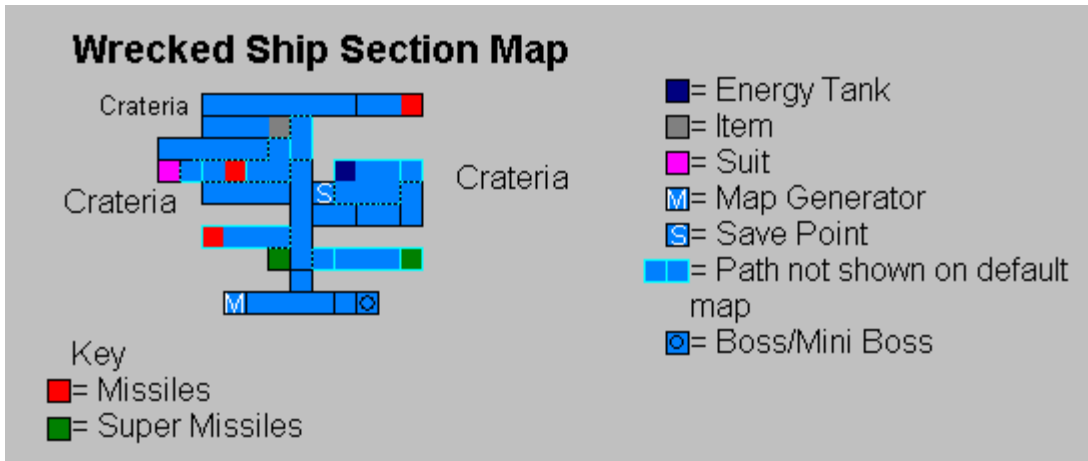 Wrecked Ship Section Map
Crateria
Crateria
Crateria
S
M
= Energy Tank
= Item
= Suit
M= Map Generator
S= Save Point
= Path not shown on default
map
= Boss/Mini Boss
Key
= Missiles
= Super Missiles